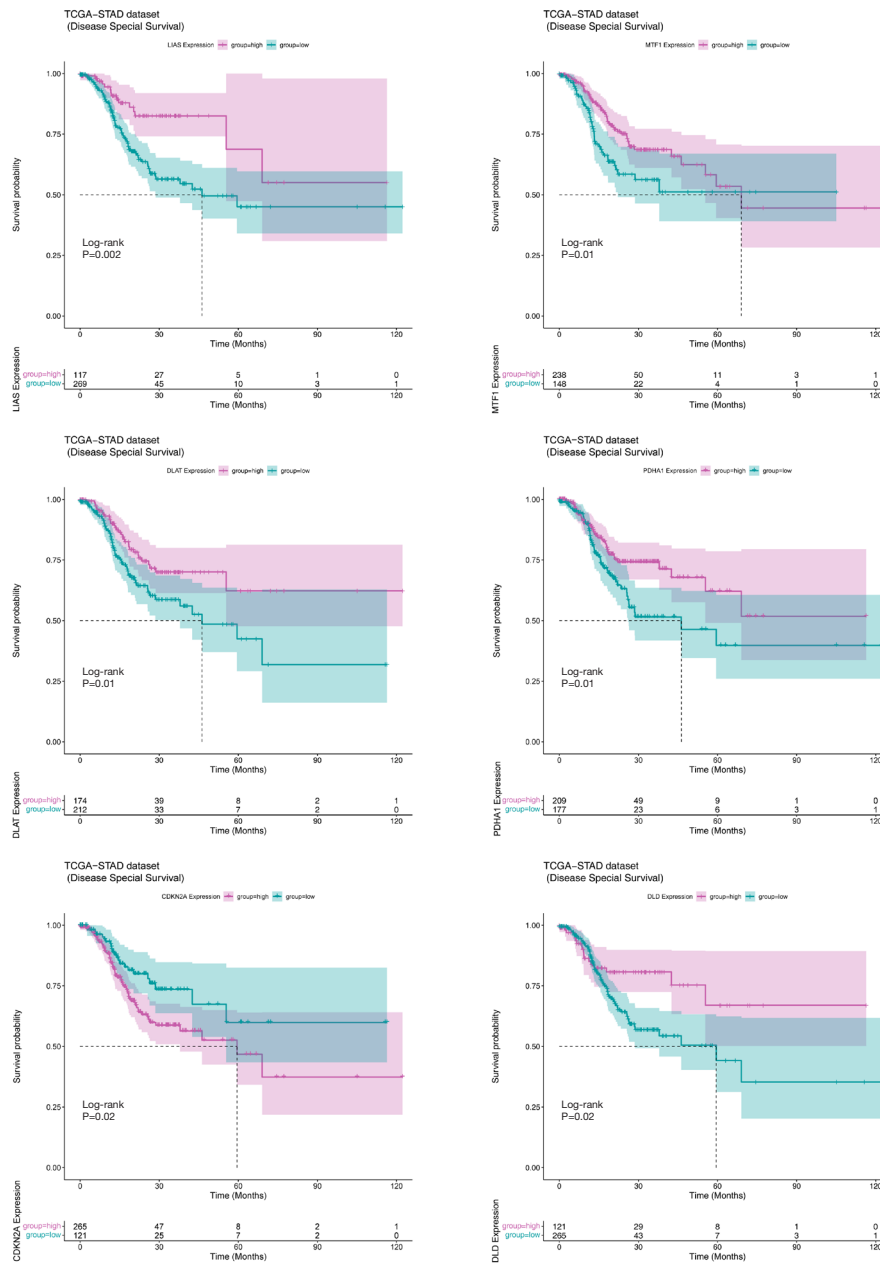 TCGA−STAD dataset
(Disease Special Survival)
LIAS Expression group=high group=low
1.00
0.75
0.50
0.25
0.00
Survival probability
Log-rank
P=0.002
0 30 60 90 120
Time (Months)
LIAS Expression
group=high 117 27 5 1 0
group=low 269 45 10 3 1
0 30 60 90 120
Time (Months)
TCGA−STAD dataset
(Disease Special Survival)
MTF1 Expression group=high group=low
1.00
0.75
0.50
0.25
0.00
Survival probability
Log-rank
P=0.01
0 30 60 90 120
Time (Months)
MTF1 Expression
group=high 238 50 11 3 1
group=low 148 22 4 1 0
0 30 60 90 120
Time (Months)
TCGA−STAD dataset
(Disease Special Survival)
DLAT Expression group=high group=low
1.00
0.75
0.50
0.25
0.00
Survival probability
Log-rank
P=0.01
0 30 60 90 120
Time (Months)
DLAT Expression
group=high 174 39 8 2 1
group=low 212 33 7 2 0
0 30 60 90 120
Time (Months)
TCGA−STAD dataset
(Disease Special Survival)
PDHA1 Expression group=high group=low
1.00
0.75
0.50
0.25
0.00
Survival probability
Log-rank
P=0.01
0 30 60 90 120
Time (Months)
PDHA1 Expression
group=high 209 49 9 1 0
group=low 177 23 6 3 1
0 30 60 90 120
Time (Months)
TCGA−STAD dataset
(Disease Special Survival)
CDKN2A Expression group=high group=low
1.00
0.75
0.50
0.25
0.00
Survival probability
Log-rank
P=0.02
0 30 60 90 120
Time (Months)
CDKN2A Expression
group=high 265 47 8 2 1
group=low 121 25 7 2 0
0 30 60 90 120
Time (Months)
TCGA−STAD dataset
(Disease Special Survival)
DLD Expression group=high group=low
1.00
0.75
0.50
0.25
0.00
Survival probability
Log-rank
P=0.02
0 30 60 90 120
Time (Months)
DLD Expression
group=high 121 29 8 1 0
group=low 265 43 7 3 1
0 30 60 90 120
Time (Months)